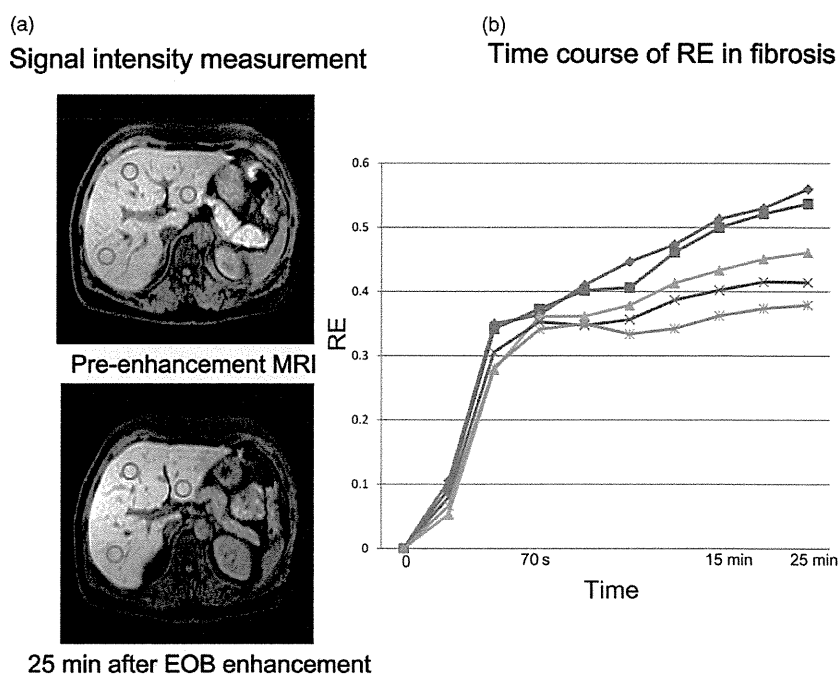 (a)
Signal intensity measurement
Pre-enhancement MRI
25 min after EOB enhancement
(b)
Time course of RE in fibrosis
0.6
0.5
0.4
0.3
0.2
0.1
0
RE
0 70 s 15 min 25 min
Time